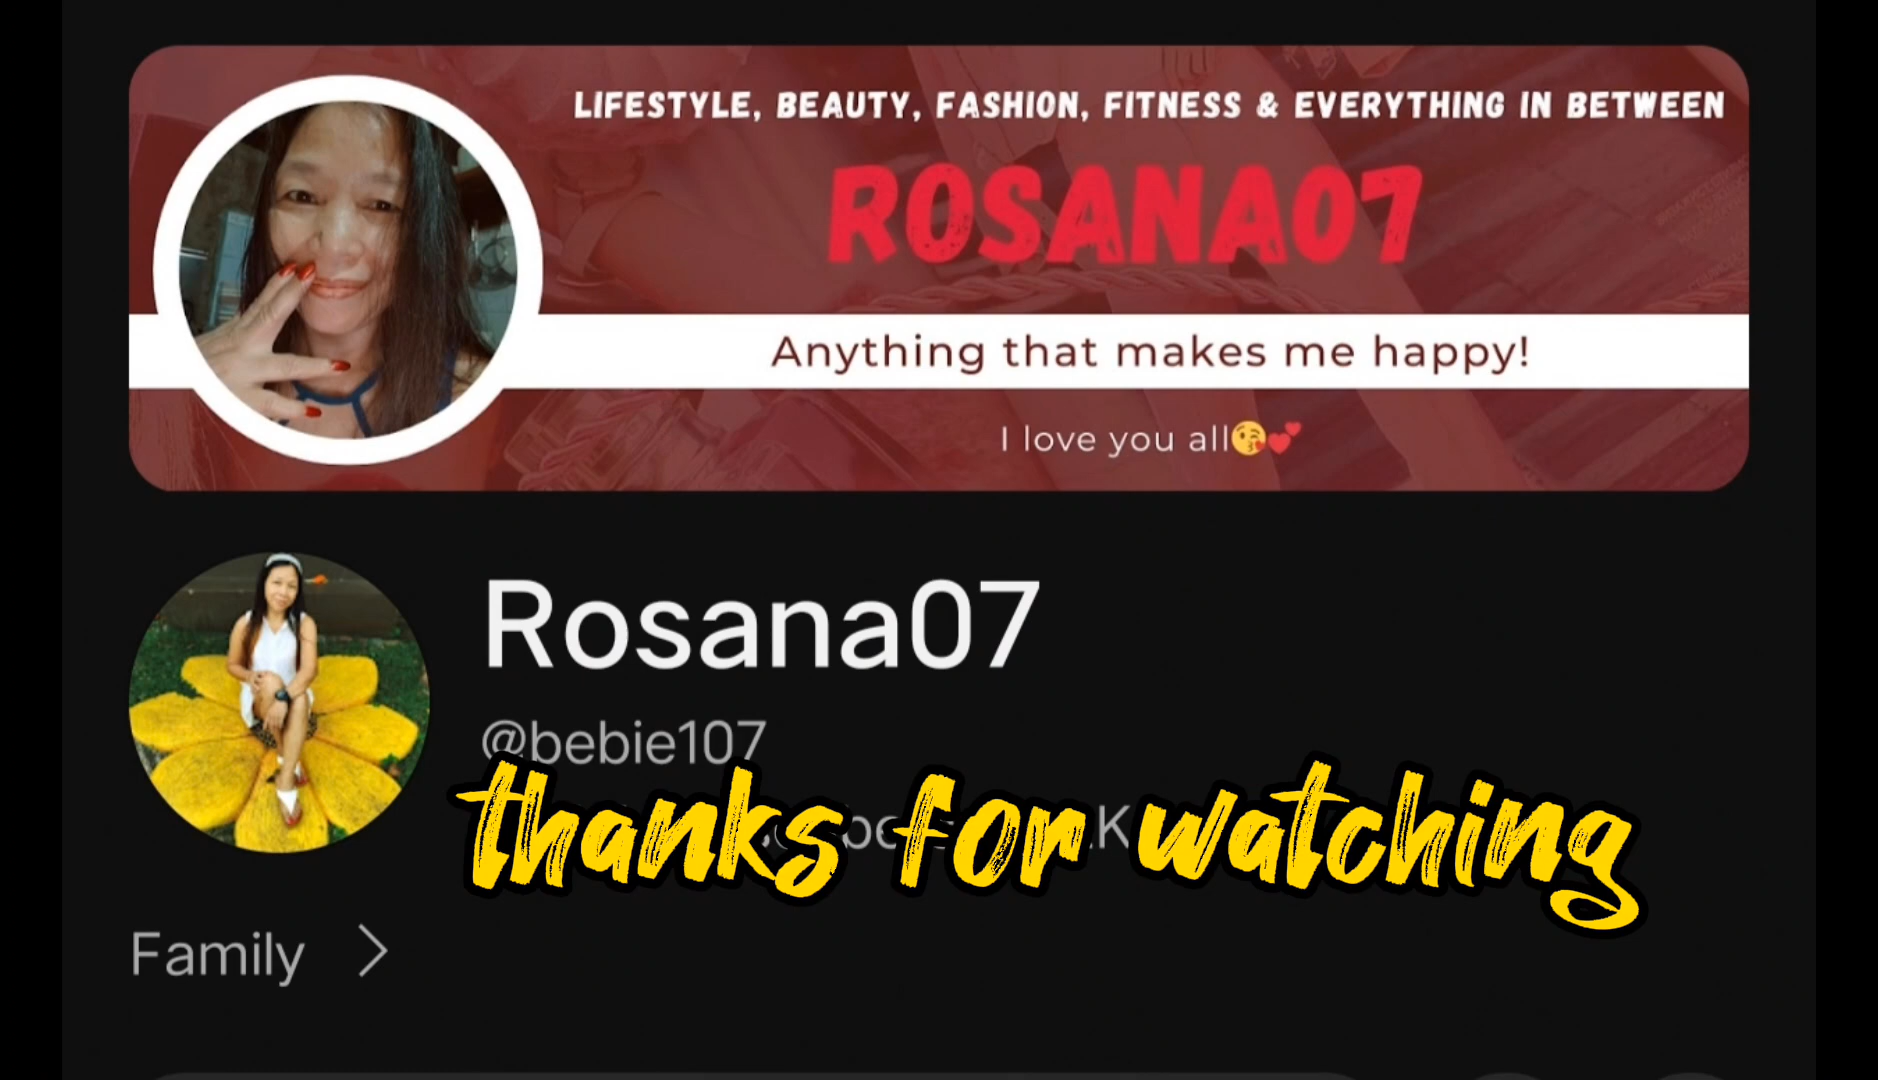 LIFESTYLE, BEAUTY, FASHION, FITNESS & EVERYTHING IN BETWEEN
ROSANA07
Anything that makes me happy!
I love you all😘💕
Rosana07
@bebie107
thanks for watching
Family